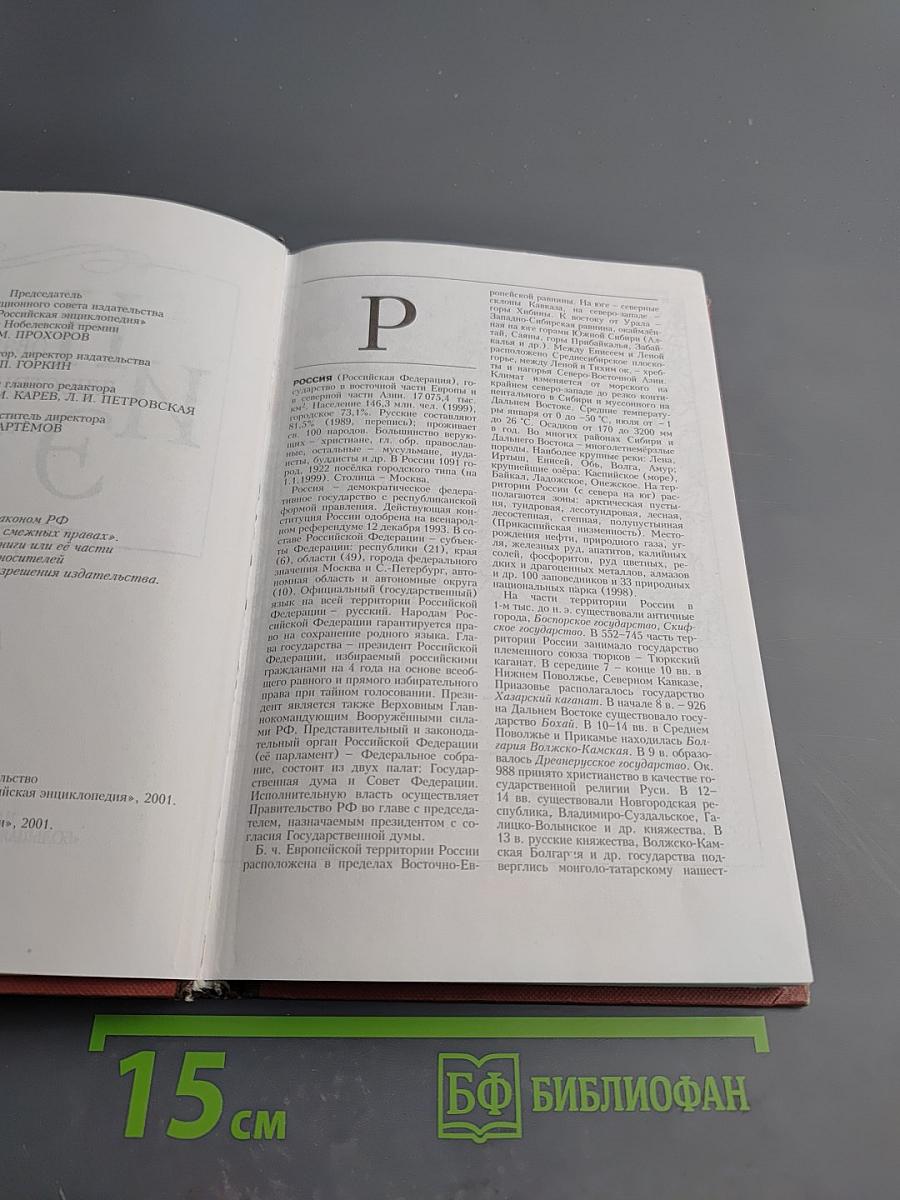 Председатель
ционного совета издательства
Российская энциклопедия»
Нобелевской премии
М. ПРОХОРОВ
ор, директор издательства
П. ГОРКИН
главного редактора
И. КАРЕВ, Л. И. ПЕТРОВСКАЯ
ститель директора
АРТЁМОВ
аконом РФ
смежных правах».
ниги или её части
носителей
зрешения издательства.
льство
ийская энциклопедия», 2001.
и», 2001.
Р
РОССИЯ (Российская Федерация), го-
сударство в восточной части Европы и
в северной части Азии. 17 075,4 тыс.
км². Население 146,3 млн. чел. (1999),
городское 73,1%. Русские составляют
81,5% (1989, перепись); проживает
св. 100 народов. Большинство верую-
щих – христиане, гл. обр. православ-
ные, остальные – мусульмане, иуда-
исты, буддисты и др. В России 1091 го-
род, 1922 посёлка городского типа (на
1.1.1999). Столица – Москва.
Россия – демократическое федера-
тивное государство с республиканской
формой правления. Действующая кон-
ституция России одобрена на всенарод-
ном референдуме 12 декабря 1993. В со-
ставе Российской Федерации – субъек-
ты Федерации: республики (21), края
(6), области (49), города федерального
значения Москва и С.-Петербург, авто-
номная область и автономные округа
(10). Официальный (государственный)
язык на всей территории Российской
Федерации – русский. Народам Рос-
сийской Федерации гарантируется пра-
во на сохранение родного языка. Гла-
ва государства – президент Российской
Федерации, избираемый российскими
гражданами на 4 года на основе всеоб-
щего равного и прямого избирательного
права при тайном голосовании. Прези-
дент является также Верховным Глав-
нокомандующим Вооружёнными сила-
ми РФ. Представительный и законода-
тельный орган Российской Федерации
(её парламент) – Федеральное собра-
ние, состоит из двух палат: Государ-
ственная дума и Совет Федерации.
Исполнительную власть осуществляет
Правительство РФ во главе с председа-
телем, назначаемым президентом с со-
гласия Государственной думы.
Б. ч. Европейской территории России
расположена в пределах Восточно-Ев-
ропейской равнины. На юге – северные
склоны Кавказа, на северо-западе –
горы Хибины. К востоку от Урала –
Западно-Сибирская равнина, окаймлён-
ная на юге горами Южной Сибири (Ал-
тай, Саяны, горы Прибайкалья, Забай-
калья и др.). Между Енисеем и Леной
расположено Среднесибирское плоско-
горье, между Леной и Тихим ок. – хреб-
ты и нагорья Северо-Восточной Азии.
Климат изменяется от морского на
крайнем северо-западе до резко конти-
нентального в Сибири и муссонного на
Дальнем Востоке. Средние температу-
ры января от 0 до –50 °C, июля от –1
до 26 °C. Осадков от 170 до 3200 мм
в год. Во многих районах Сибири и
Дальнего Востока – многолетнемёрзлые
породы. Наиболее крупные реки: Лена,
Иртыш, Енисей, Обь, Волга, Амур;
крупнейшие озёра: Каспийское (море),
Байкал, Ладожское, Онежское. На тер-
ритории России (с севера на юг) рас-
полагаются зоны: арктическая пусты-
ня, тундровая, лесотундровая, лесная,
лесостепная, степная, полупустынная
(Прикаспийская низменность). Место-
рождения нефти, природного газа, уг-
ля, железных руд, апатитов, калийных
солей, фосфоритов, руд цветных, ре-
дких и драгоценных металлов, алмазов
и др. 100 заповедников и 33 природных
национальных парка (1998).
На части территории России в
1-м тыс. до н. э. существовали античные
города, Боспорское государство, Скиф-
ское государство. В 552–745 часть тер-
ритории России занимало государство
племенного союза тюрков – Тюркский
каганат. В середине 7 – конце 10 вв. в
Нижнем Поволжье, Северном Кавказе,
Приазовье располагалось государство
Хазарский каганат. В начале 8 в. – 926
на Дальнем Востоке существовало госу-
дарство Бохай. В 10–14 вв. в Среднем
Поволжье и Прикамье находилась Бол-
гария Волжско-Камская. В 9 в. образо-
валось Древнерусское государство. Ок.
988 принято христианство в качестве го-
сударственной религии Руси. В 12–
14 вв. существовали Новгородская ре-
спублика, Владимиро-Суздальское, Га-
лицко-Волынское и др. княжества. В
13 в. русские княжества, Волжско-Кам-
ская Болгария и др. государства под-
верглись монголо-татарскому нашест-
15 см
БФ БИБЛИОФАН